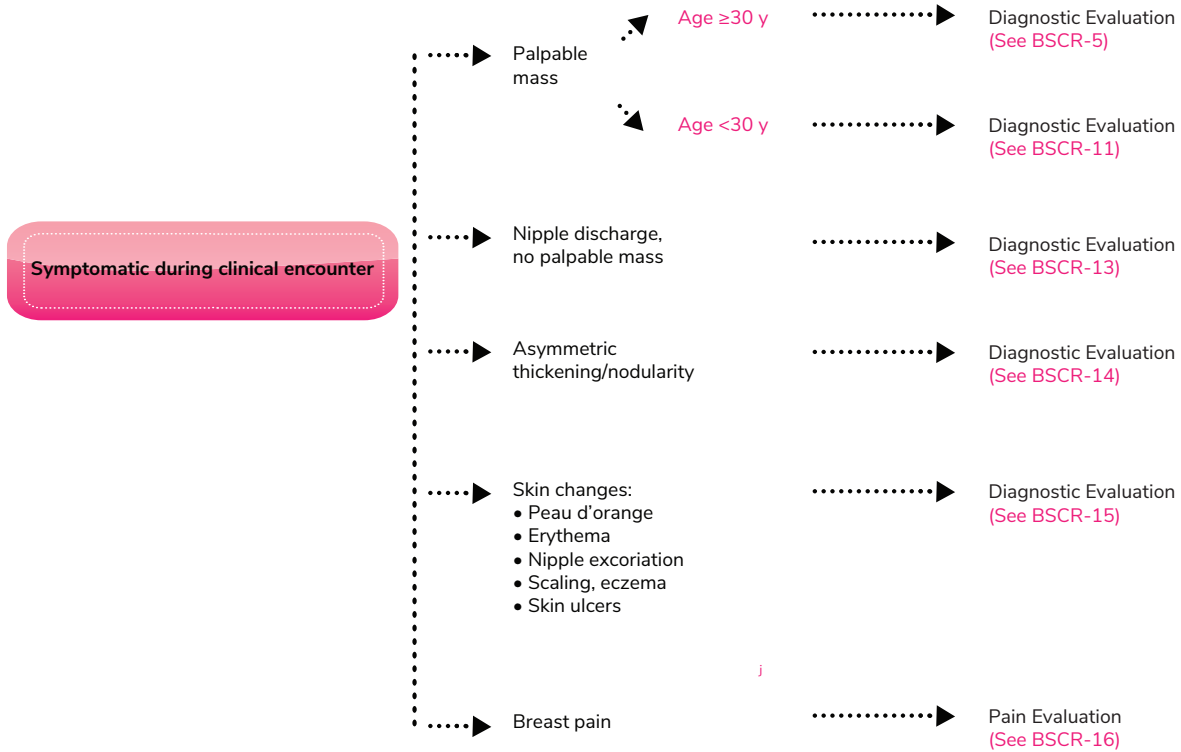 Symptomatic during clinical encounter
Palpable
mass
Age ≥30 y
Diagnostic Evaluation
(See BSCR-5)
Age <30 y
Diagnostic Evaluation
(See BSCR-11)
Nipple discharge,
no palpable mass
Diagnostic Evaluation
(See BSCR-13)
Asymmetric
thickening/nodularity
Diagnostic Evaluation
(See BSCR-14)
Skin changes:
• Peau d’orange
• Erythema
• Nipple excoriation
• Scaling, eczema
• Skin ulcers
Diagnostic Evaluation
(See BSCR-15)
j
Breast pain
Pain Evaluation
(See BSCR-16)